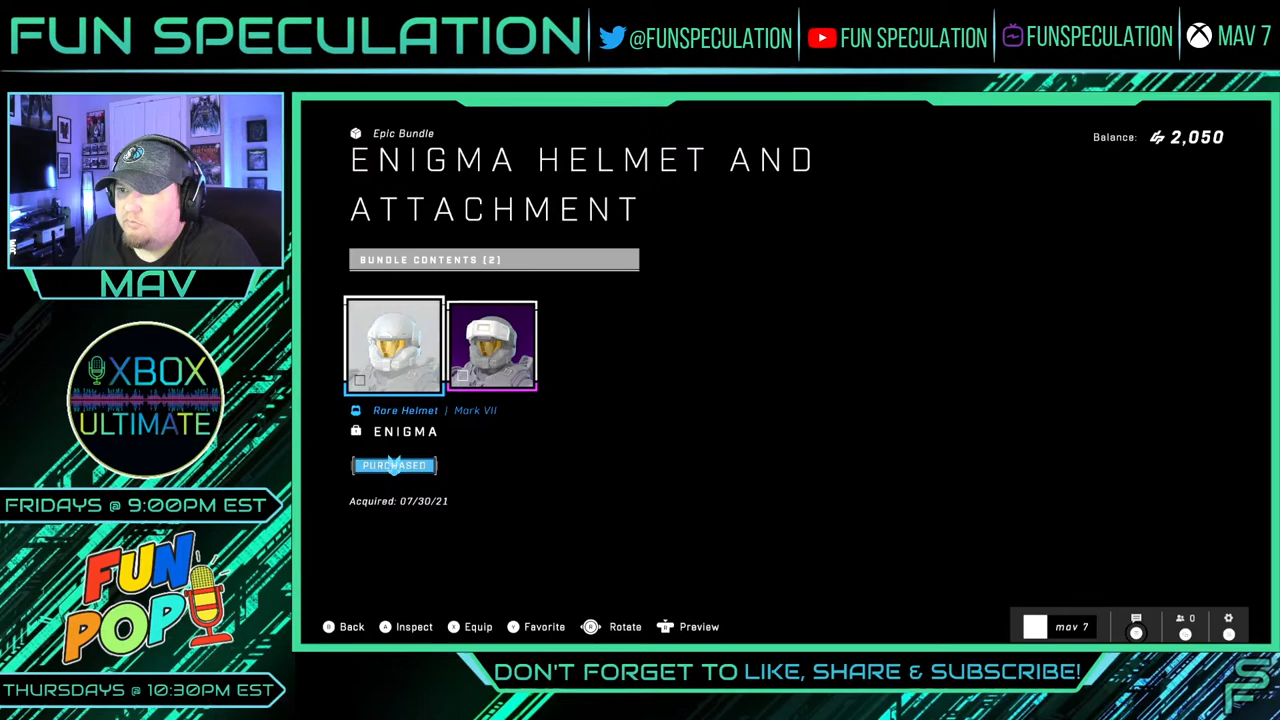 FUN SPECULATION
@FUNSPECULATION
FUN SPECULATION
FUNSPECULATION
MAV 7
Epic Bundle
ENIGMA HELMET AND
ATTACHMENT
Balance: 2,050
BUNDLE CONTENTS [2]
Rare Helmet | Mark VII
ENIGMA
PURCHASED
Acquired: 07/30/21
B Back
A Inspect
X Equip
Y Favorite
R Rotate
Preview
mav 7
0
MAV
XBOX
ULTIMATE
FRIDAYS @ 9:00PM EST
FUN
POP
THURSDAYS @ 10:30PM EST
DON'T FORGET TO LIKE, SHARE & SUBSCRIBE!
SF